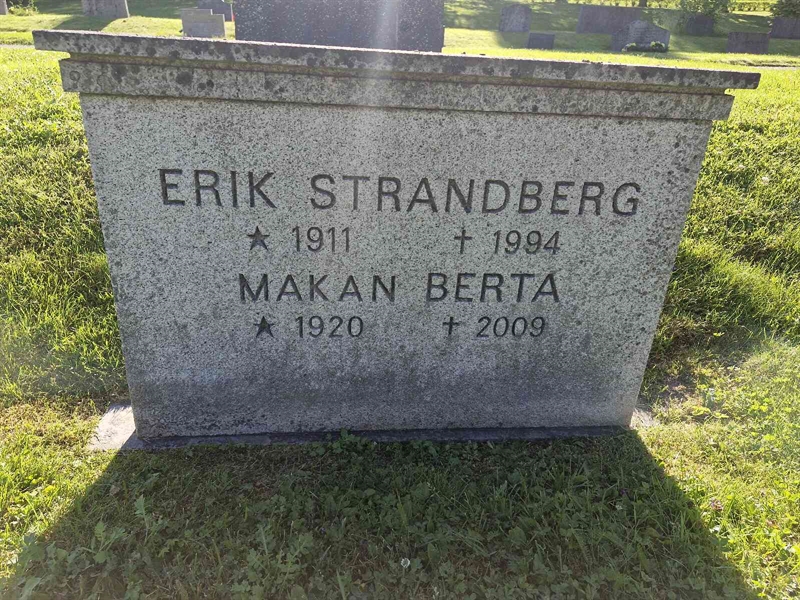 ERIK STRANDBERG
★ 1911 † 1994
MAKAN BERTA
★ 1920 † 2009